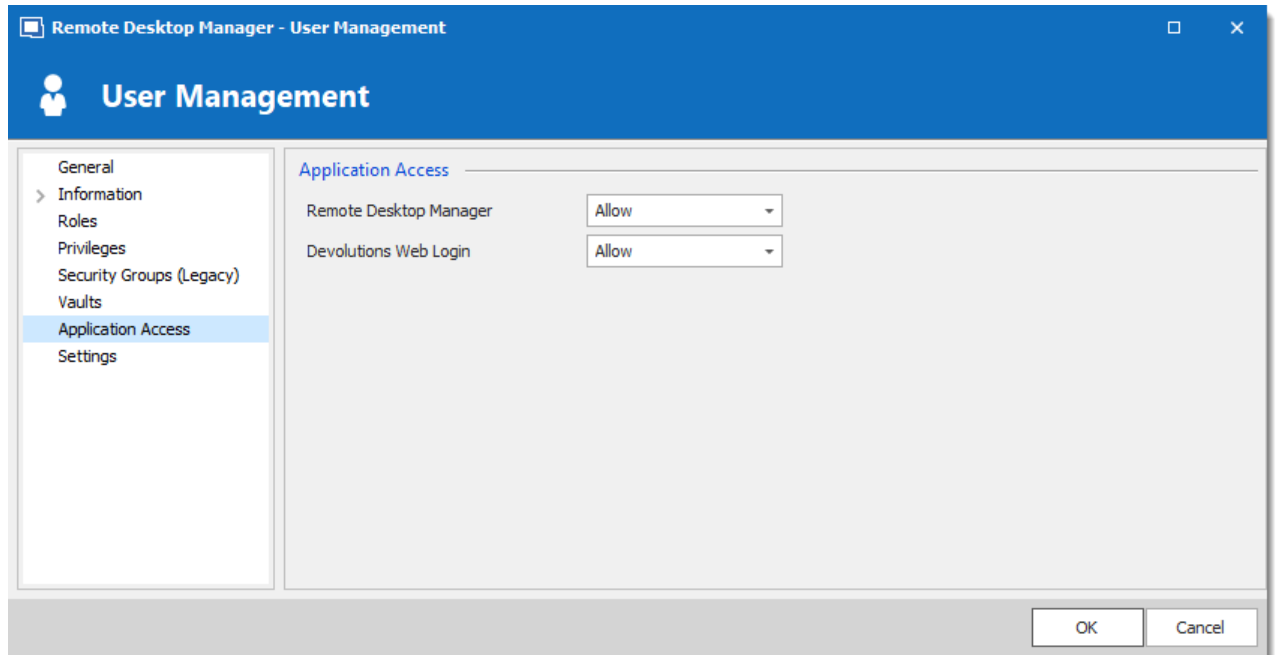 Remote Desktop Manager - User Management
User Management
General
Information
Roles
Privileges
Security Groups (Legacy)
Vaults
Application Access
Settings
Application Access
Remote Desktop Manager Allow
Devolutions Web Login Allow
OK Cancel